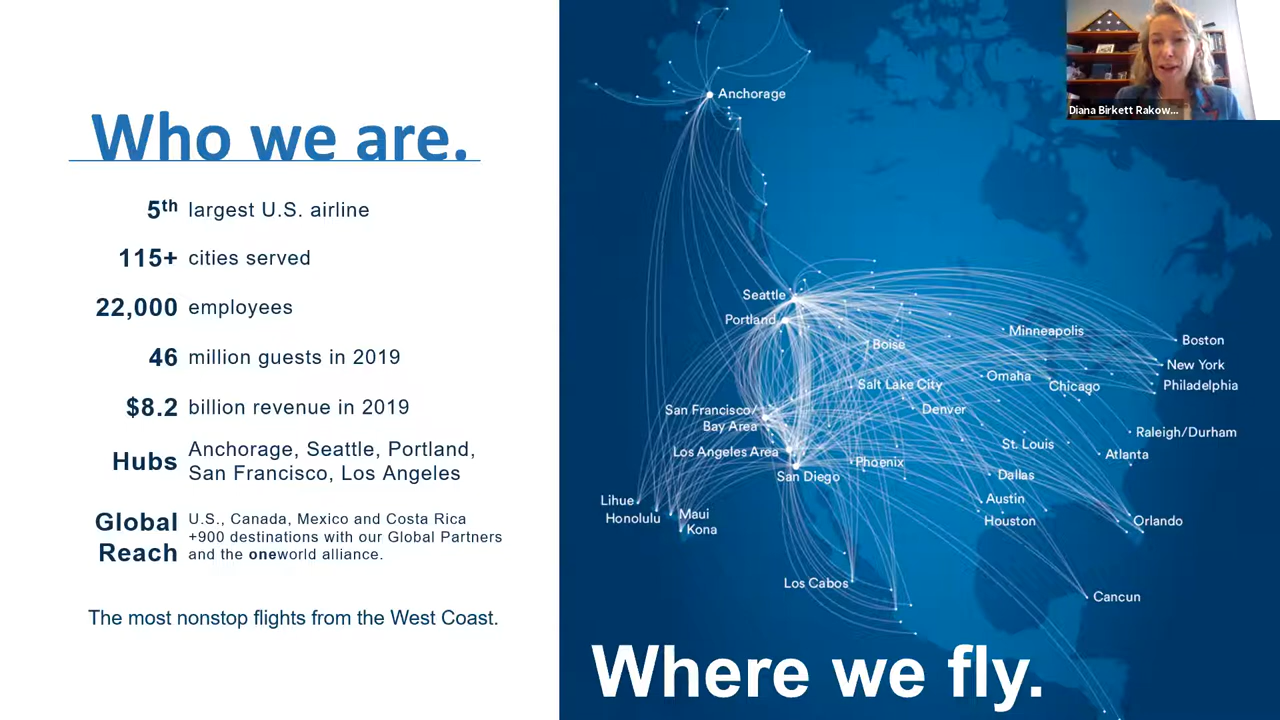 Who we are.
5th largest U.S. airline
115+ cities served
22,000 employees
46 million guests in 2019
$8.2 billion revenue in 2019
Hubs Anchorage, Seattle, Portland,
San Francisco, Los Angeles
Global Reach
U.S., Canada, Mexico and Costa Rica
+900 destinations with our Global Partners
and the oneworld alliance.
The most nonstop flights from the West Coast.
Diana Birkett Rakow...
Anchorage
Seattle
Portland
Boise
Minneapolis
Boston
New York
Philadelphia
Omaha
Chicago
Salt Lake City
Denver
San Francisco/
Bay Area
Los Angeles Area
San Diego
Phoenix
St. Louis
Raleigh/Durham
Atlanta
Dallas
Austin
Houston
Orlando
Lihue
Honolulu
Maui
Kona
Los Cabos
Cancun
Where we fly.